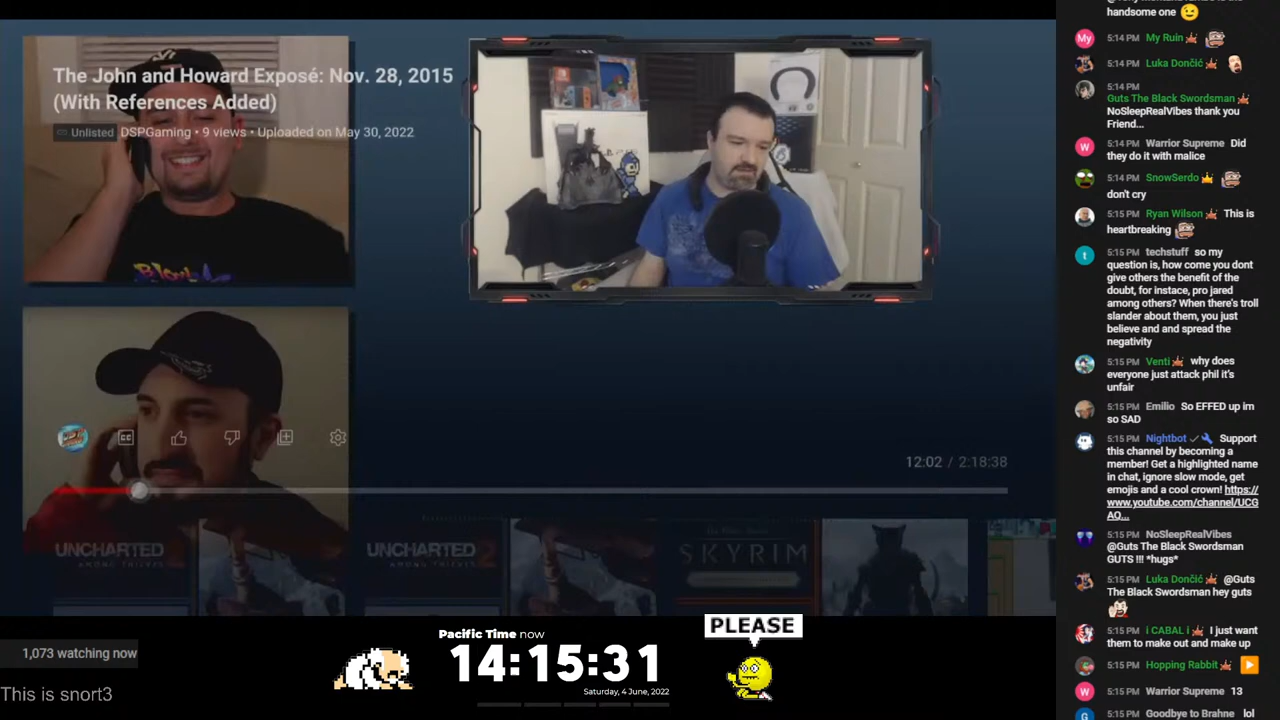 The John and Howard Exposé: Nov. 28, 2015
(With References Added)
Unlisted DSPGaming • 9 views • Uploaded on May 30, 2022
CC
12:02 / 2:18:38
UNCHARTED
AMONG THIEVES
UNCHARTED 2
AMONG THIEVES
SKYRIM
1,073 watching now
This is snort3
Pacific Time now
14:15:31
Saturday, 4 June, 2022
PLEASE
handsome one
My
5:14 PM My Ruin
5:14 PM Luka Dončić
5:14 PM
Guts The Black Swordsman
NoSleepRealVibes thank you
Friend...
W
5:14 PM Warrior Supreme Did
they do it with malice
5:14 PM SnowSerdo
don't cry
5:15 PM Ryan Wilson This is
heartbreaking
t
5:15 PM techstuff so my
question is, how come you dont
give others the benefit of the
doubt, for instace, pro jared
among others? When there's troll
slander about them, you just
believe and and spread the
negativity
5:15 PM Venti why does
everyone just attack phil it's
unfair
5:15 PM Emilio So EFFED up im
so SAD
5:15 PM Nightbot Support
this channel by becoming a
member! Get a highlighted name
in chat, ignore slow mode, get
emojis and a cool crown! https://
www.youtube.com/channel/UCG
AQ...
5:15 PM NoSleepRealVibes
@Guts The Black Swordsman
GUTS !!! *hugs*
5:15 PM Luka Dončić @Guts
The Black Swordsman hey guts
5:15 PM i CABAL i I just want
them to make out and make up
5:15 PM Hopping Rabbit
W
5:15 PM Warrior Supreme 13
G
5:15 PM Goodbye to Brahne lol